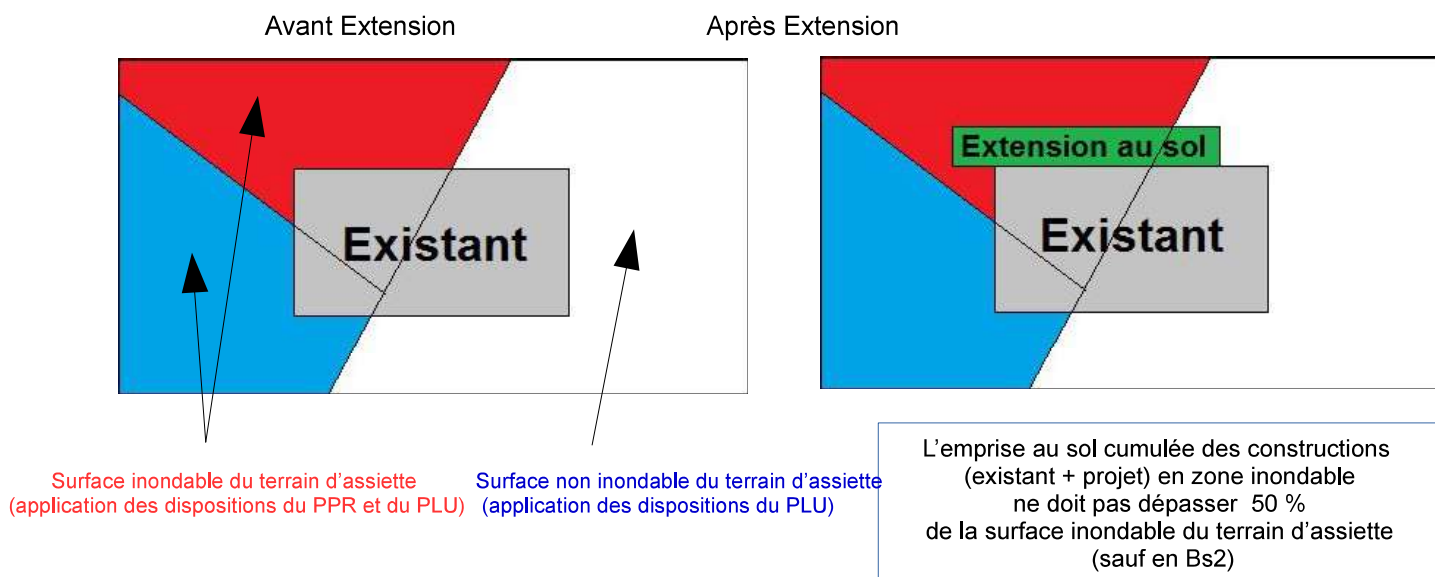 Avant Extension
Après Extension
Existant
Extension au sol
Existant
Surface inondable du terrain d’assiette
(application des dispositions du PPR et du PLU)
Surface non inondable du terrain d’assiette
(application des dispositions du PLU)
L’emprise au sol cumulée des constructions
(existant + projet) en zone inondable
ne doit pas dépasser 50 %
de la surface inondable du terrain d’assiette
(sauf en Bs2)